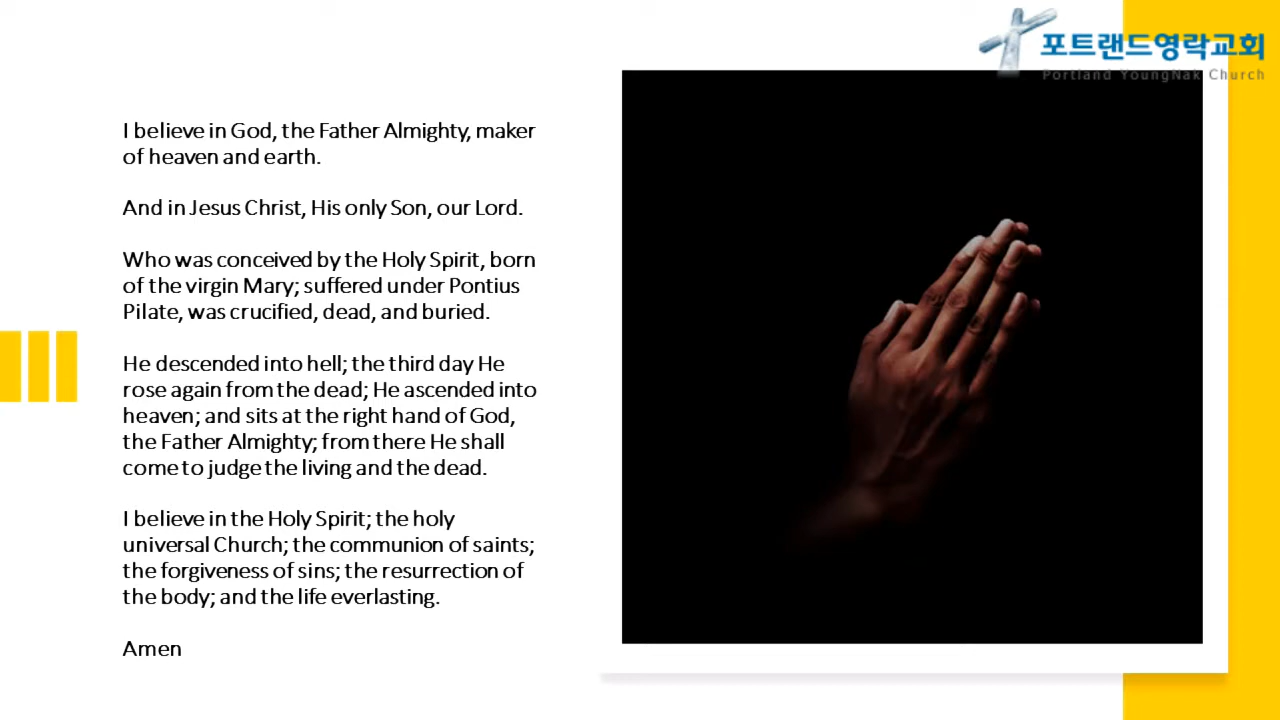 포트랜드영락교회
Portland YoungNak Church
I believe in God, the Father Almighty, maker
of heaven and earth.
And in Jesus Christ, His only Son, our Lord.
Who was conceived by the Holy Spirit, born
of the virgin Mary; suffered under Pontius
Pilate, was crucified, dead, and buried.
He descended into hell; the third day He
rose again from the dead; He ascended into
heaven; and sits at the right hand of God,
the Father Almighty; from there He shall
come to judge the living and the dead.
I believe in the Holy Spirit; the holy
universal Church; the communion of saints;
the forgiveness of sins; the resurrection of
the body; and the life everlasting.
Amen